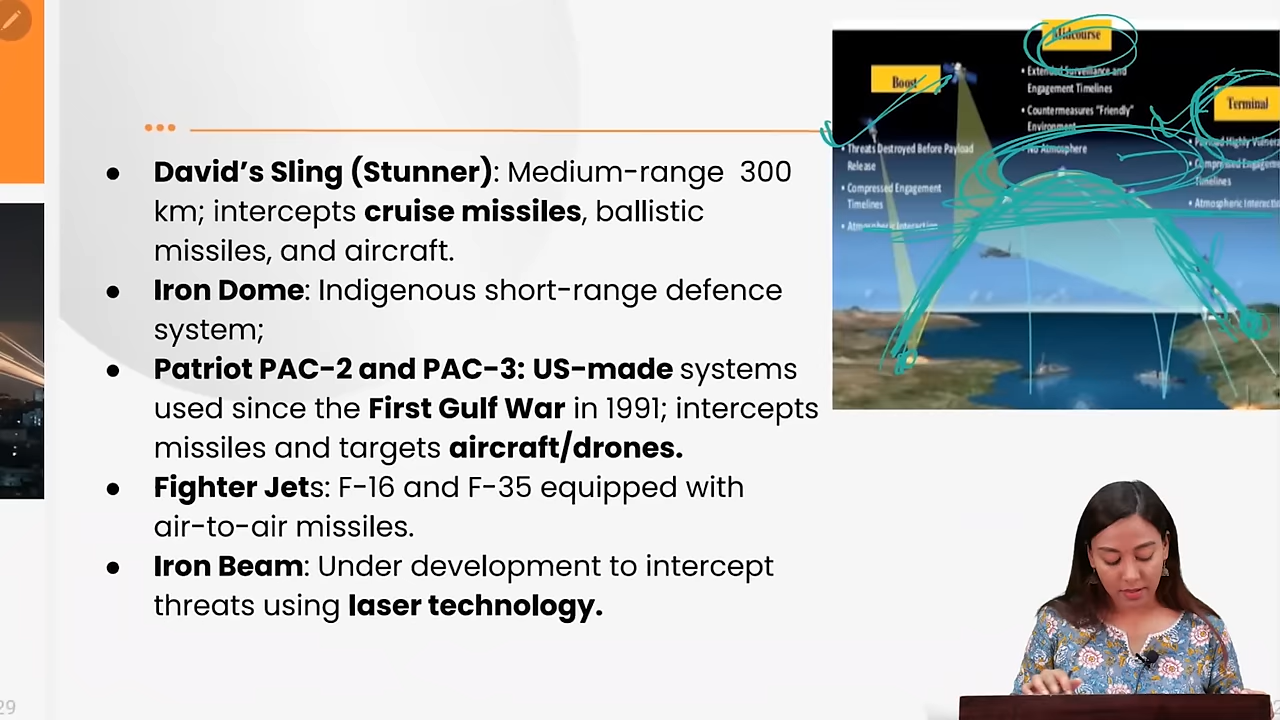 David’s Sling (Stunner): Medium-range 300
km; intercepts cruise missiles, ballistic
missiles, and aircraft.
Iron Dome: Indigenous short-range defence
system;
Patriot PAC-2 and PAC-3: US-made systems
used since the First Gulf War in 1991; intercepts
missiles and targets aircraft/drones.
Fighter Jets: F-16 and F-35 equipped with
air-to-air missiles.
Iron Beam: Under development to intercept
threats using laser technology.
Boost
• Threats Destroyed Before Payload
Release
• Compressed Engagement
Timelines
• Atmospheric Interaction
Midcourse
• Extended Surveillance and
Engagement Timelines
• Countermeasures "Friendly"
Environment
No Atmosphere
Terminal
• Payload Highly
• Compressed
Timelines
• Atmospheric
29